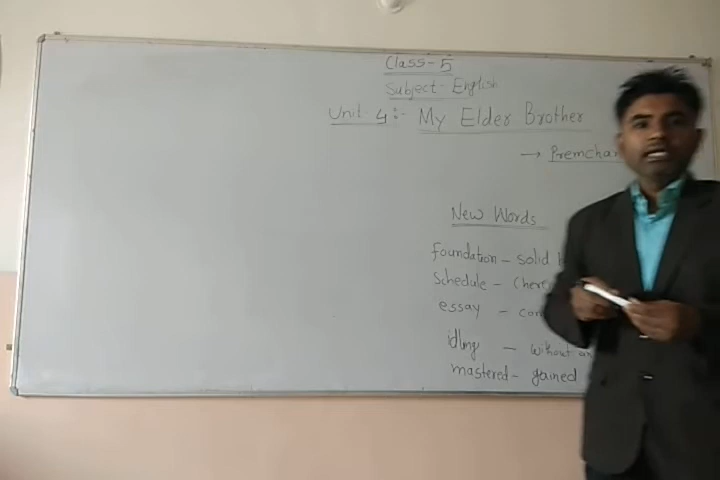 Class-5
Subject-English
Unit 4:- My Elder Brother
→ Premchan
New Words
foundation - solid
schedule - (here
essay - con
idling - without an
mastered - gained